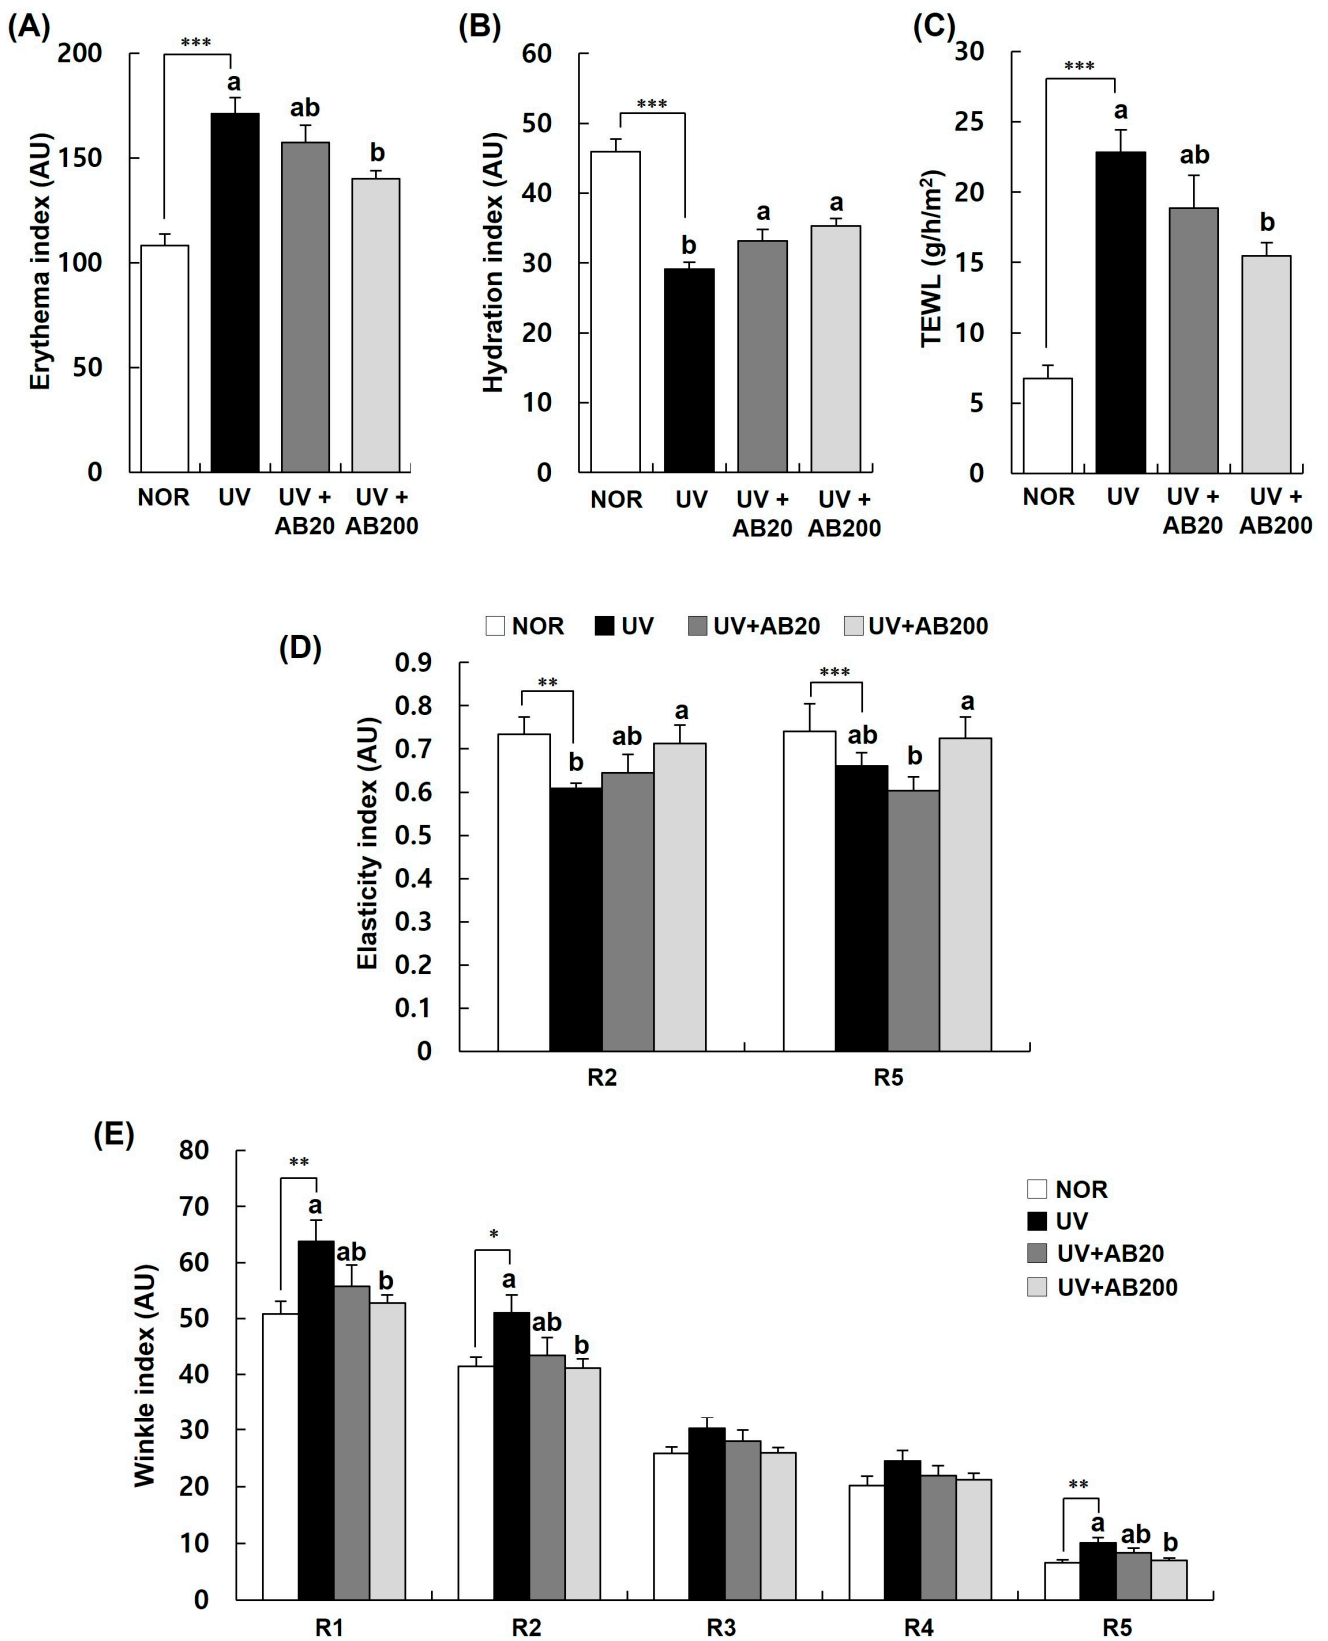 (A)
Erythema index (AU)
200
150
100
50
0
***
a
ab
b
NOR
UV
UV +
AB20
UV +
AB200
(B)
Hydration index (AU)
60
50
40
30
20
10
0
***
b
a
a
NOR
UV
UV +
AB20
UV +
AB200
(C)
TEWL (g/h/m²)
30
25
20
15
10
5
0
***
a
ab
b
NOR
UV
UV +
AB20
UV +
AB200
(D)
NOR UV UV+AB20 UV+AB200
Elasticity index (AU)
0.9
0.8
0.7
0.6
0.5
0.4
0.3
0.2
0.1
0
**
b
ab
a
***
ab
b
a
R2
R5
(E)
Winkle index (AU)
80
70
60
50
40
30
20
10
0
NOR
UV
UV+AB20
UV+AB200
**
a
ab
b
*
a
ab
b
**
a
ab
b
R1
R2
R3
R4
R5